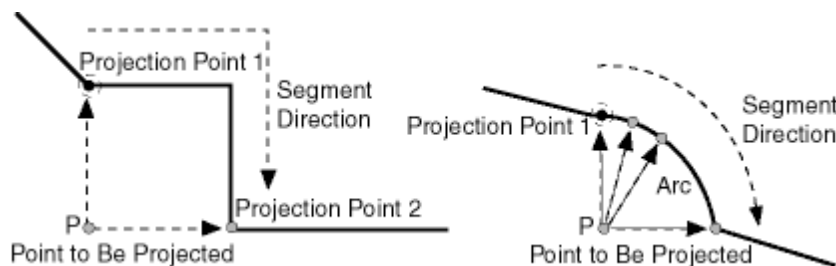 Projection Point 1
Segment
Direction
P
Projection Point 2
Point to Be Projected
Segment
Direction
Projection Point 1
Arc
P
Point to Be Projected